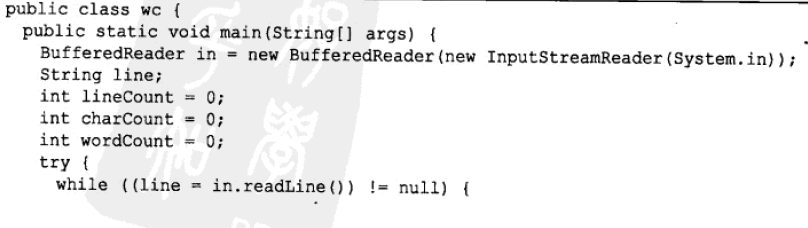 public class wc {
  public static void main(String[] args) {
    BufferedReader in = new BufferedReader(new InputStreamReader(System.in));
    String line;
    int lineCount = 0;
    int charCount = 0;
    int wordCount = 0;
    try {
      while ((line = in.readLine()) != null) {